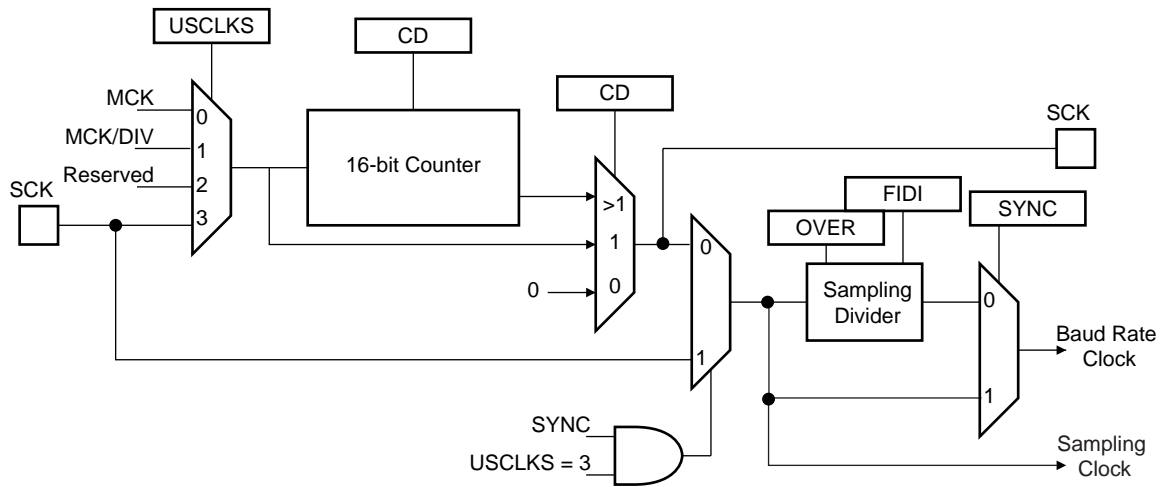 USCLKS
CD
CD
MCK
0
MCK/DIV
1
Reserved
2
SCK
3
16-bit Counter
>1
1
0
0
SCK
0
1
FIDI
OVER
SYNC
Sampling
Divider
0
1
Baud Rate
Clock
SYNC
USCLKS = 3
Sampling
Clock